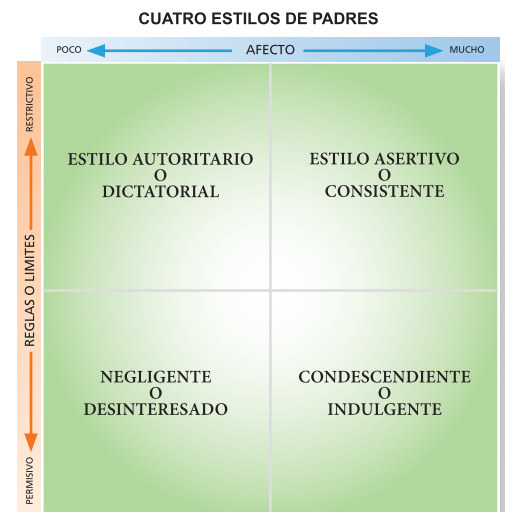 CUATRO ESTILOS DE PADRES
POCO AFECTO MUCHO
RESTRICTIVO
REGLAS O LIMITES
PERMISIVO
ESTILO AUTORITARIO
O
DICTATORIAL
ESTILO ASERTIVO
O
CONSISTENTE
NEGLIGENTE
O
DESINTERESADO
CONDESCENDIENTE
O
INDULGENTE